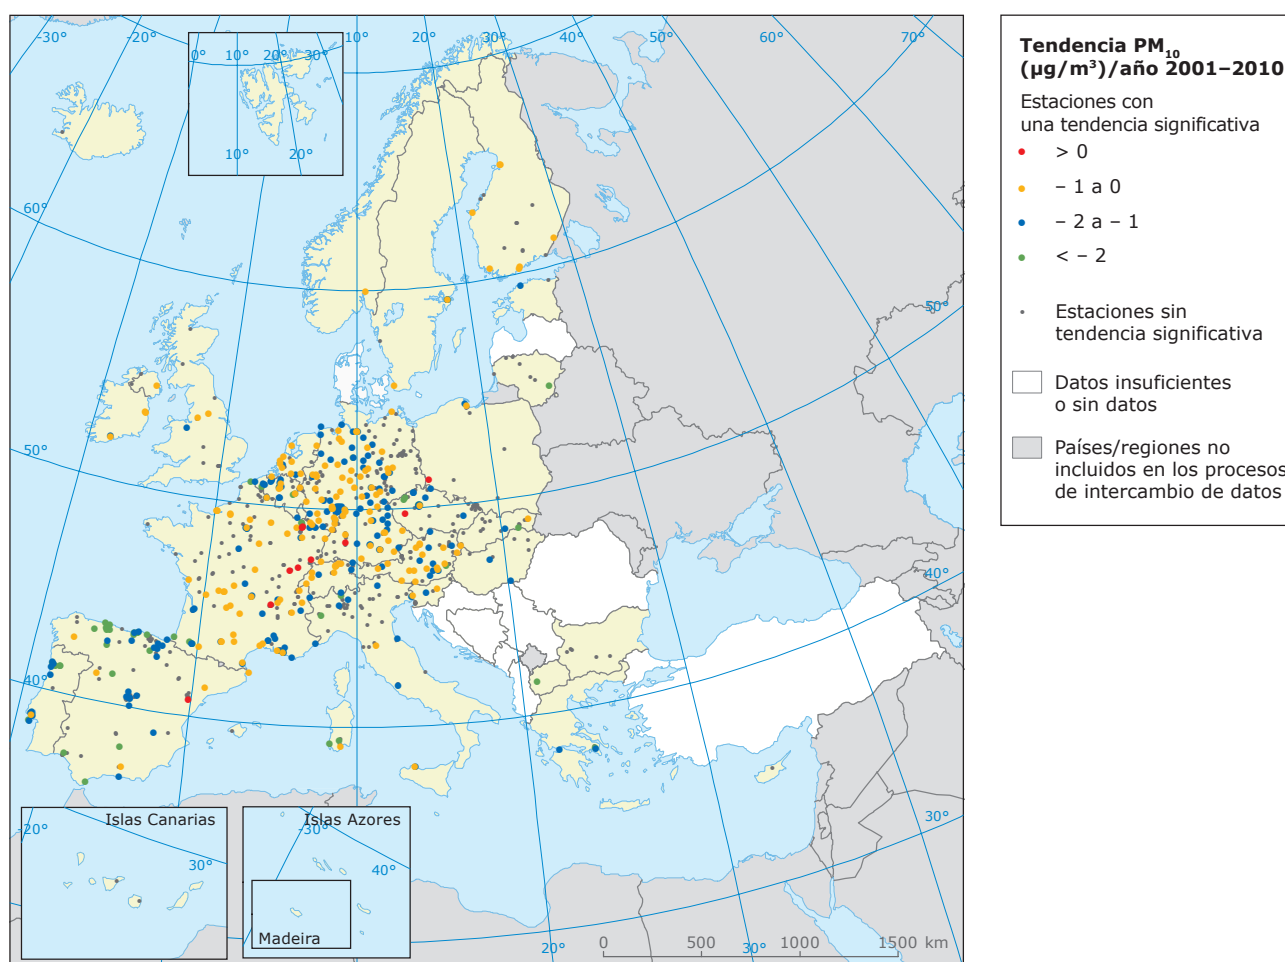 -30°
-20°
0°
10°
20°
30°
10°
20°
10°
20°
30°
40°
50°
60°
70°
60°
50°
40°
50°
40°
30°
Islas Canarias
-20°
30°
Islas Azores
-30°
40°
Madeira
20°
30°
0
500
1000
1500 km
Tendencia PM10
(µg/m³)/año 2001–2010
Estaciones con
una tendencia significativa
> 0
– 1 a 0
– 2 a – 1
< – 2
Estaciones sin
tendencia significativa
Datos insuficientes
o sin datos
Países/regiones no
incluidos en los procesos
de intercambio de datos